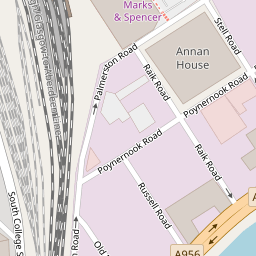 Marks
& Spencer
Stell Road
Annan
House
Palmerston Road
Raik Road
Poynernook Road
Poynernook Road
Raik Road
Russell Road
South College S
n Road
Old
A956